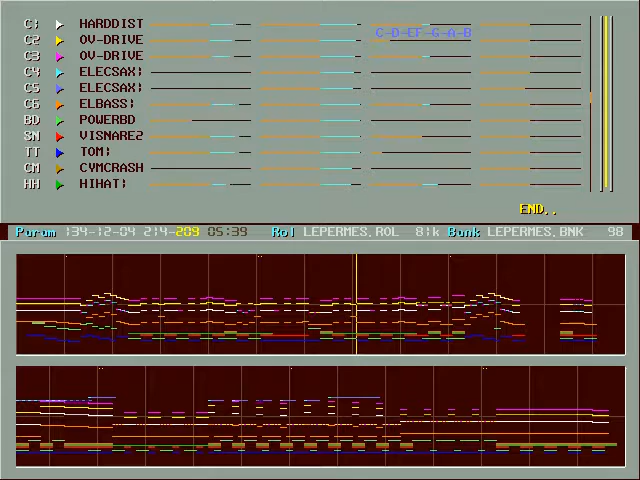 C1 HARDDIST
C-D-EF-G-A-B
C2 OV-DRIVE
C3 OV-DRIVE
C4 ELECSAX1
C5 ELECSAX1
C6 ELBASS1
BD POWERBD
SN VISNARE2
TT TOM1
CM CYMCRASH
HH HIHAT1
END..
Param 134-12-04 214-209 05:39 Rol LEPERMES.ROL 81k Bank LEPERMES.BNK 98